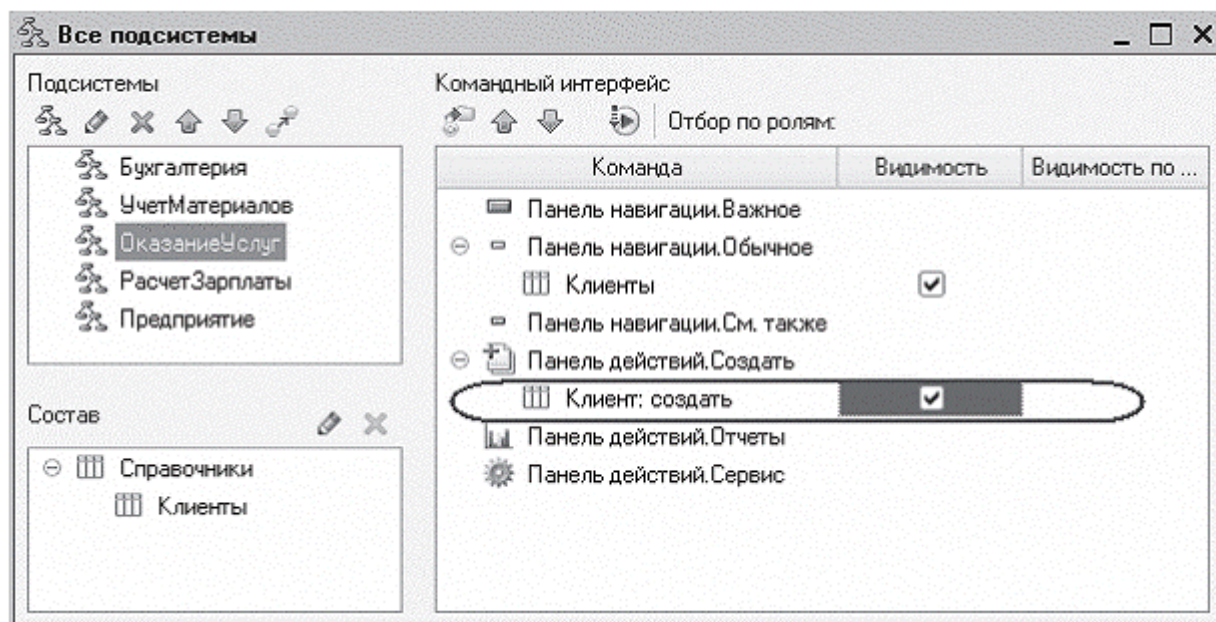 Все подсистемы
Подсистемы
Бухгалтерия
УчетМатериалов
ОказаниеУслуг
РасчетЗарплаты
Предприятие
Состав
Справочники
Клиенты
Командный интерфейс
Отбор по ролям:
Команда Видимость Видимость по ...
Панель навигации.Важное
Панель навигации.Обычное
Клиенты
Панель навигации.См. также
Панель действий.Создать
Клиент: создать
Панель действий.Отчеты
Панель действий.Сервис